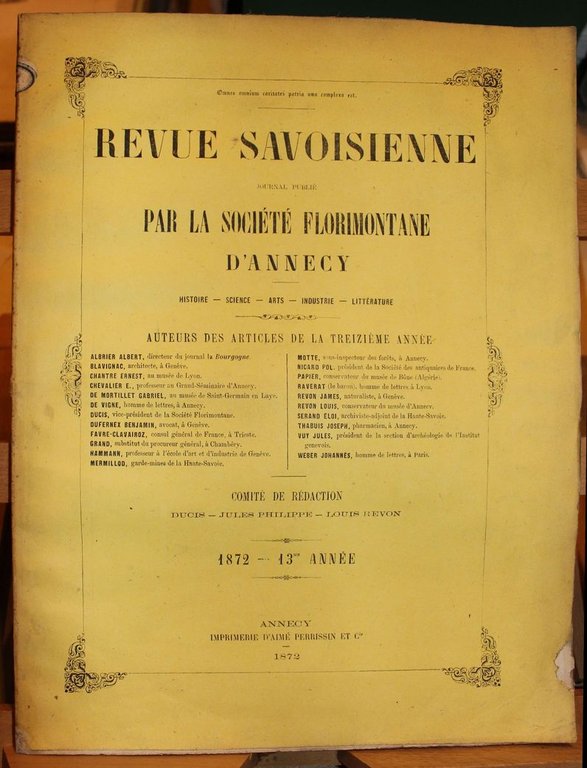 Omnes omnium caritates patria una complexa est.
REVUE SAVOISIENNE
JOURNAL PUBLIÉ
PAR LA SOCIÉTÉ FLORIMONTANE
D'ANNECY
HISTOIRE — SCIENCE — ARTS — INDUSTRIE — LITTÉRATURE
AUTEURS DES ARTICLES DE LA TREIZIÈME ANNÉE
ALBRIER ALBERT, directeur du journal la Bourgogne.
BLAVIGNAC, architecte, à Genève.
CHANTRE ERNEST, au musée de Lyon.
CHEVALIER E., professeur au Grand-Séminaire d'Annecy.
DE MORTILLET GABRIEL, au musée de Saint-Germain en Laye.
DE VIGNE, homme de lettres, à Annecy.
DUCIS, vice-président de la Société Florimontane.
DUFERNEX BENJAMIN, avocat, à Genève.
FAVRE-CLAVAIROZ, consul général de France, à Trieste.
GRAND, substitut du procureur général, à Chambéry.
HAMMANN, professeur à l'école d'art et d'industrie de Genève.
MERMILLOD, garde-mines de la Haute-Savoie.
MOTTE, sous-inspecteur des forêts, à Annecy.
NICARD POL, président de la Société des antiquaires de France.
PAPIER, conservateur du musée de Bône (Algérie).
RAVERAT (le baron), homme de lettres à Lyon.
REVON JAMES, naturaliste, à Genève.
REVON LOUIS, conservateur du musée d'Annecy.
SERAND ÉLOI, archiviste-adjoint de la Haute-Savoie.
THABUIS JOSEPH, pharmacien, à Annecy.
VUY JULES, président de la section d'archéologie de l'Institut
genevois.
WEBER JOHANNÈS, homme de lettres, à Paris.
COMITÉ DE RÉDACTION
DUCIS — JULES PHILIPPE — LOUIS REVON
1872 — 13me ANNÉE
ANNECY
IMPRIMERIE D'AIMÉ PERRISSIN ET Cie
1872